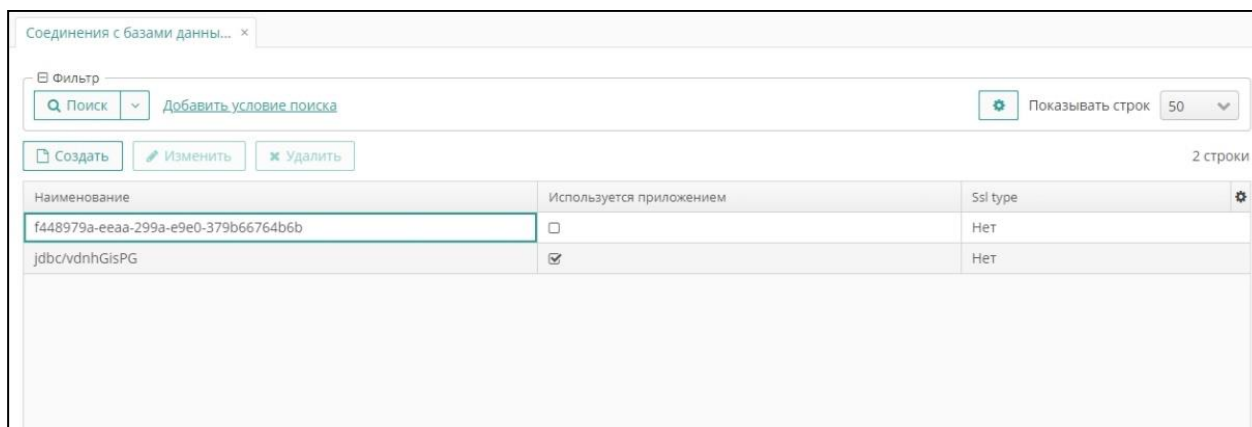 Соединения с базами данны... ×
Фильтр
Поиск Добавить условие поиска Показывать строк 50
Создать Изменить Удалить 2 строки
Наименование Используется приложением Ssl type
f448979a-eeaa-299a-e9e0-379b66764b6b Нет
jdbc/vdnhGisPG Нет